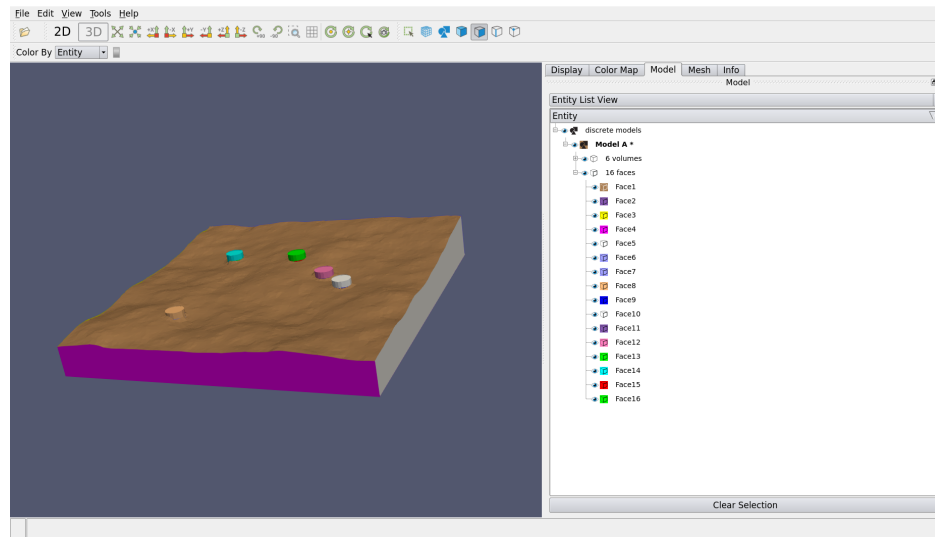 File Edit View Tools Help
2D 3D +X -X +Y -Y +Z -Z +90 -90
Color By Entity
Display Color Map Model Mesh Info
Model
Entity List View
Entity
discrete models
Model A *
6 volumes
16 faces
Face1
Face2
Face3
Face4
Face5
Face6
Face7
Face8
Face9
Face10
Face11
Face12
Face13
Face14
Face15
Face16
Clear Selection